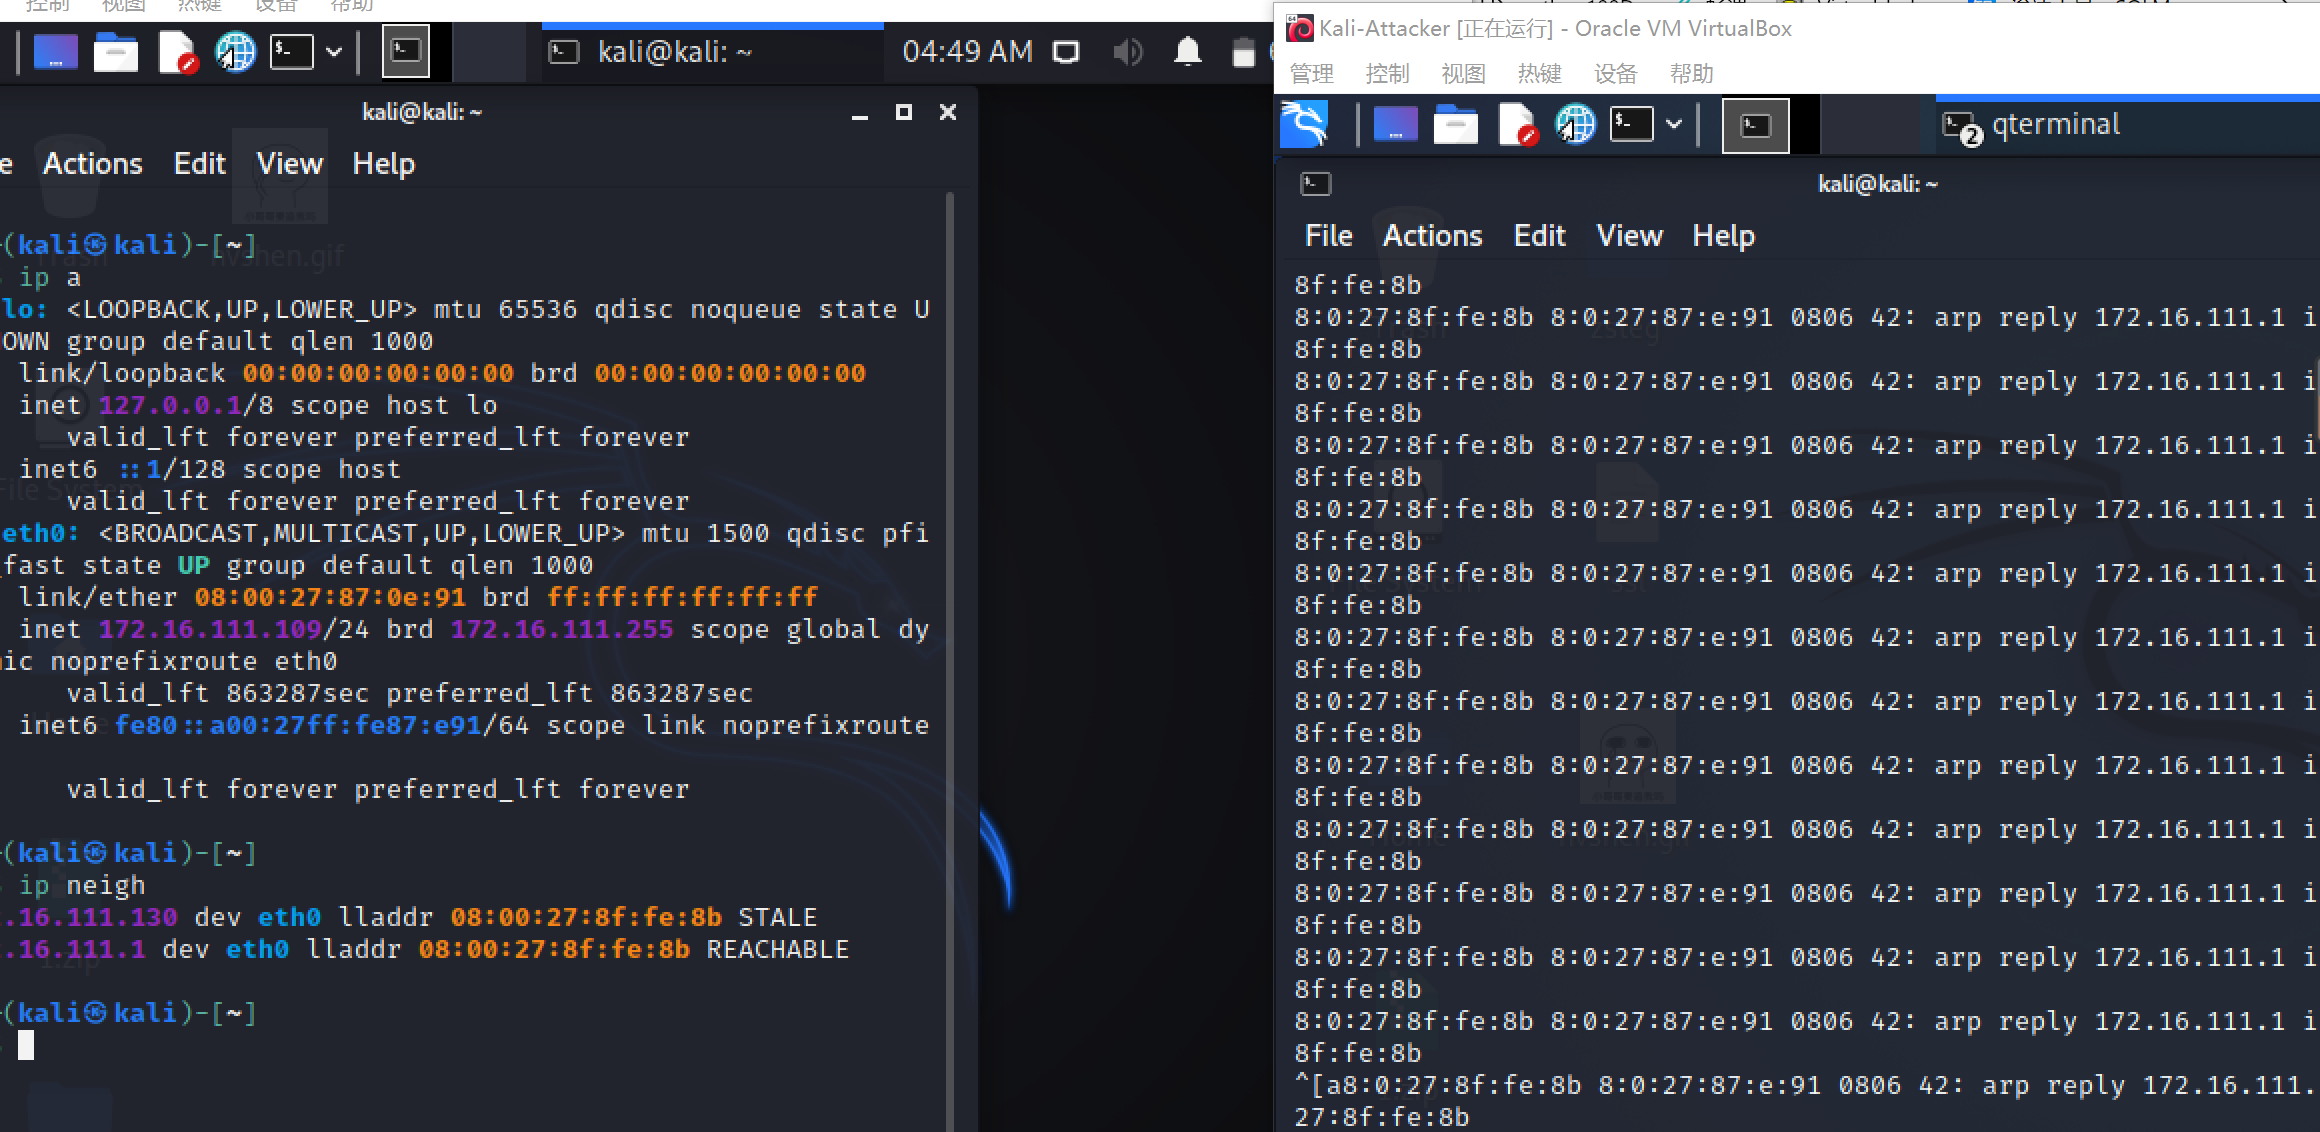 控制 视图 热键 设备 帮助
kali@kali: ~
04:49 AM
kali@kali: ~
e Actions Edit View Help
(kali㉿kali)-[~]
ip a
lo: <LOOPBACK,UP,LOWER_UP> mtu 65536 qdisc noqueue state U
OWN group default qlen 1000
link/loopback 00:00:00:00:00:00 brd 00:00:00:00:00:00
inet 127.0.0.1/8 scope host lo
valid_lft forever preferred_lft forever
inet6 ::1/128 scope host
valid_lft forever preferred_lft forever
eth0: <BROADCAST,MULTICAST,UP,LOWER_UP> mtu 1500 qdisc pfi
_fast state UP group default qlen 1000
link/ether 08:00:27:87:0e:91 brd ff:ff:ff:ff:ff:ff
inet 172.16.111.109/24 brd 172.16.111.255 scope global dy
ic noprefixroute eth0
valid_lft 863287sec preferred_lft 863287sec
inet6 fe80::a00:27ff:fe87:e91/64 scope link noprefixroute
valid_lft forever preferred_lft forever
(kali㉿kali)-[~]
ip neigh
.16.111.130 dev eth0 lladdr 08:00:27:8f:fe:8b STALE
.16.111.1 dev eth0 lladdr 08:00:27:8f:fe:8b REACHABLE
(kali㉿kali)-[~]
Kali-Attacker [正在运行] - Oracle VM VirtualBox
管理 控制 视图 热键 设备 帮助
2 qterminal
kali@kali: ~
File Actions Edit View Help
8f:fe:8b
8:0:27:8f:fe:8b 8:0:27:87:e:91 0806 42: arp reply 172.16.111.1 i
8f:fe:8b
8:0:27:8f:fe:8b 8:0:27:87:e:91 0806 42: arp reply 172.16.111.1 i
8f:fe:8b
8:0:27:8f:fe:8b 8:0:27:87:e:91 0806 42: arp reply 172.16.111.1 i
8f:fe:8b
8:0:27:8f:fe:8b 8:0:27:87:e:91 0806 42: arp reply 172.16.111.1 i
8f:fe:8b
8:0:27:8f:fe:8b 8:0:27:87:e:91 0806 42: arp reply 172.16.111.1 i
8f:fe:8b
8:0:27:8f:fe:8b 8:0:27:87:e:91 0806 42: arp reply 172.16.111.1 i
8f:fe:8b
8:0:27:8f:fe:8b 8:0:27:87:e:91 0806 42: arp reply 172.16.111.1 i
8f:fe:8b
8:0:27:8f:fe:8b 8:0:27:87:e:91 0806 42: arp reply 172.16.111.1 i
8f:fe:8b
8:0:27:8f:fe:8b 8:0:27:87:e:91 0806 42: arp reply 172.16.111.1 i
8f:fe:8b
8:0:27:8f:fe:8b 8:0:27:87:e:91 0806 42: arp reply 172.16.111.1 i
8f:fe:8b
8:0:27:8f:fe:8b 8:0:27:87:e:91 0806 42: arp reply 172.16.111.1 i
8f:fe:8b
8:0:27:8f:fe:8b 8:0:27:87:e:91 0806 42: arp reply 172.16.111.1 i
8f:fe:8b
^[a8:0:27:8f:fe:8b 8:0:27:87:e:91 0806 42: arp reply 172.16.111.
27:8f:fe:8b